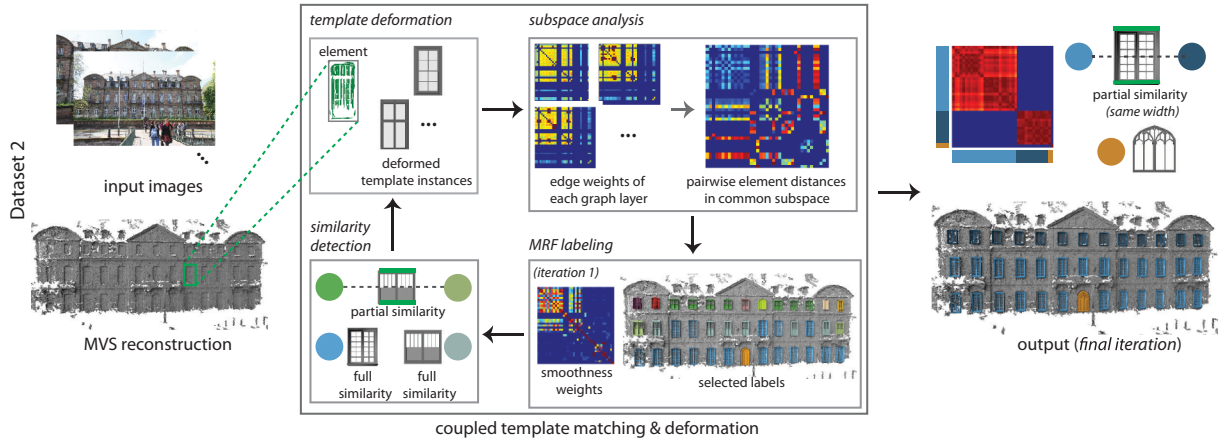 Dataset 2
input images
MVS reconstruction
template deformation
element
...
deformed
template instances
subspace analysis
...
edge weights of
each graph layer
pairwise element distances
in common subspace
similarity
detection
partial similarity
full
similarity
full
similarity
MRF labeling
(iteration 1)
smoothness
weights
selected labels
coupled template matching & deformation
partial similarity
(same width)
output (final iteration)